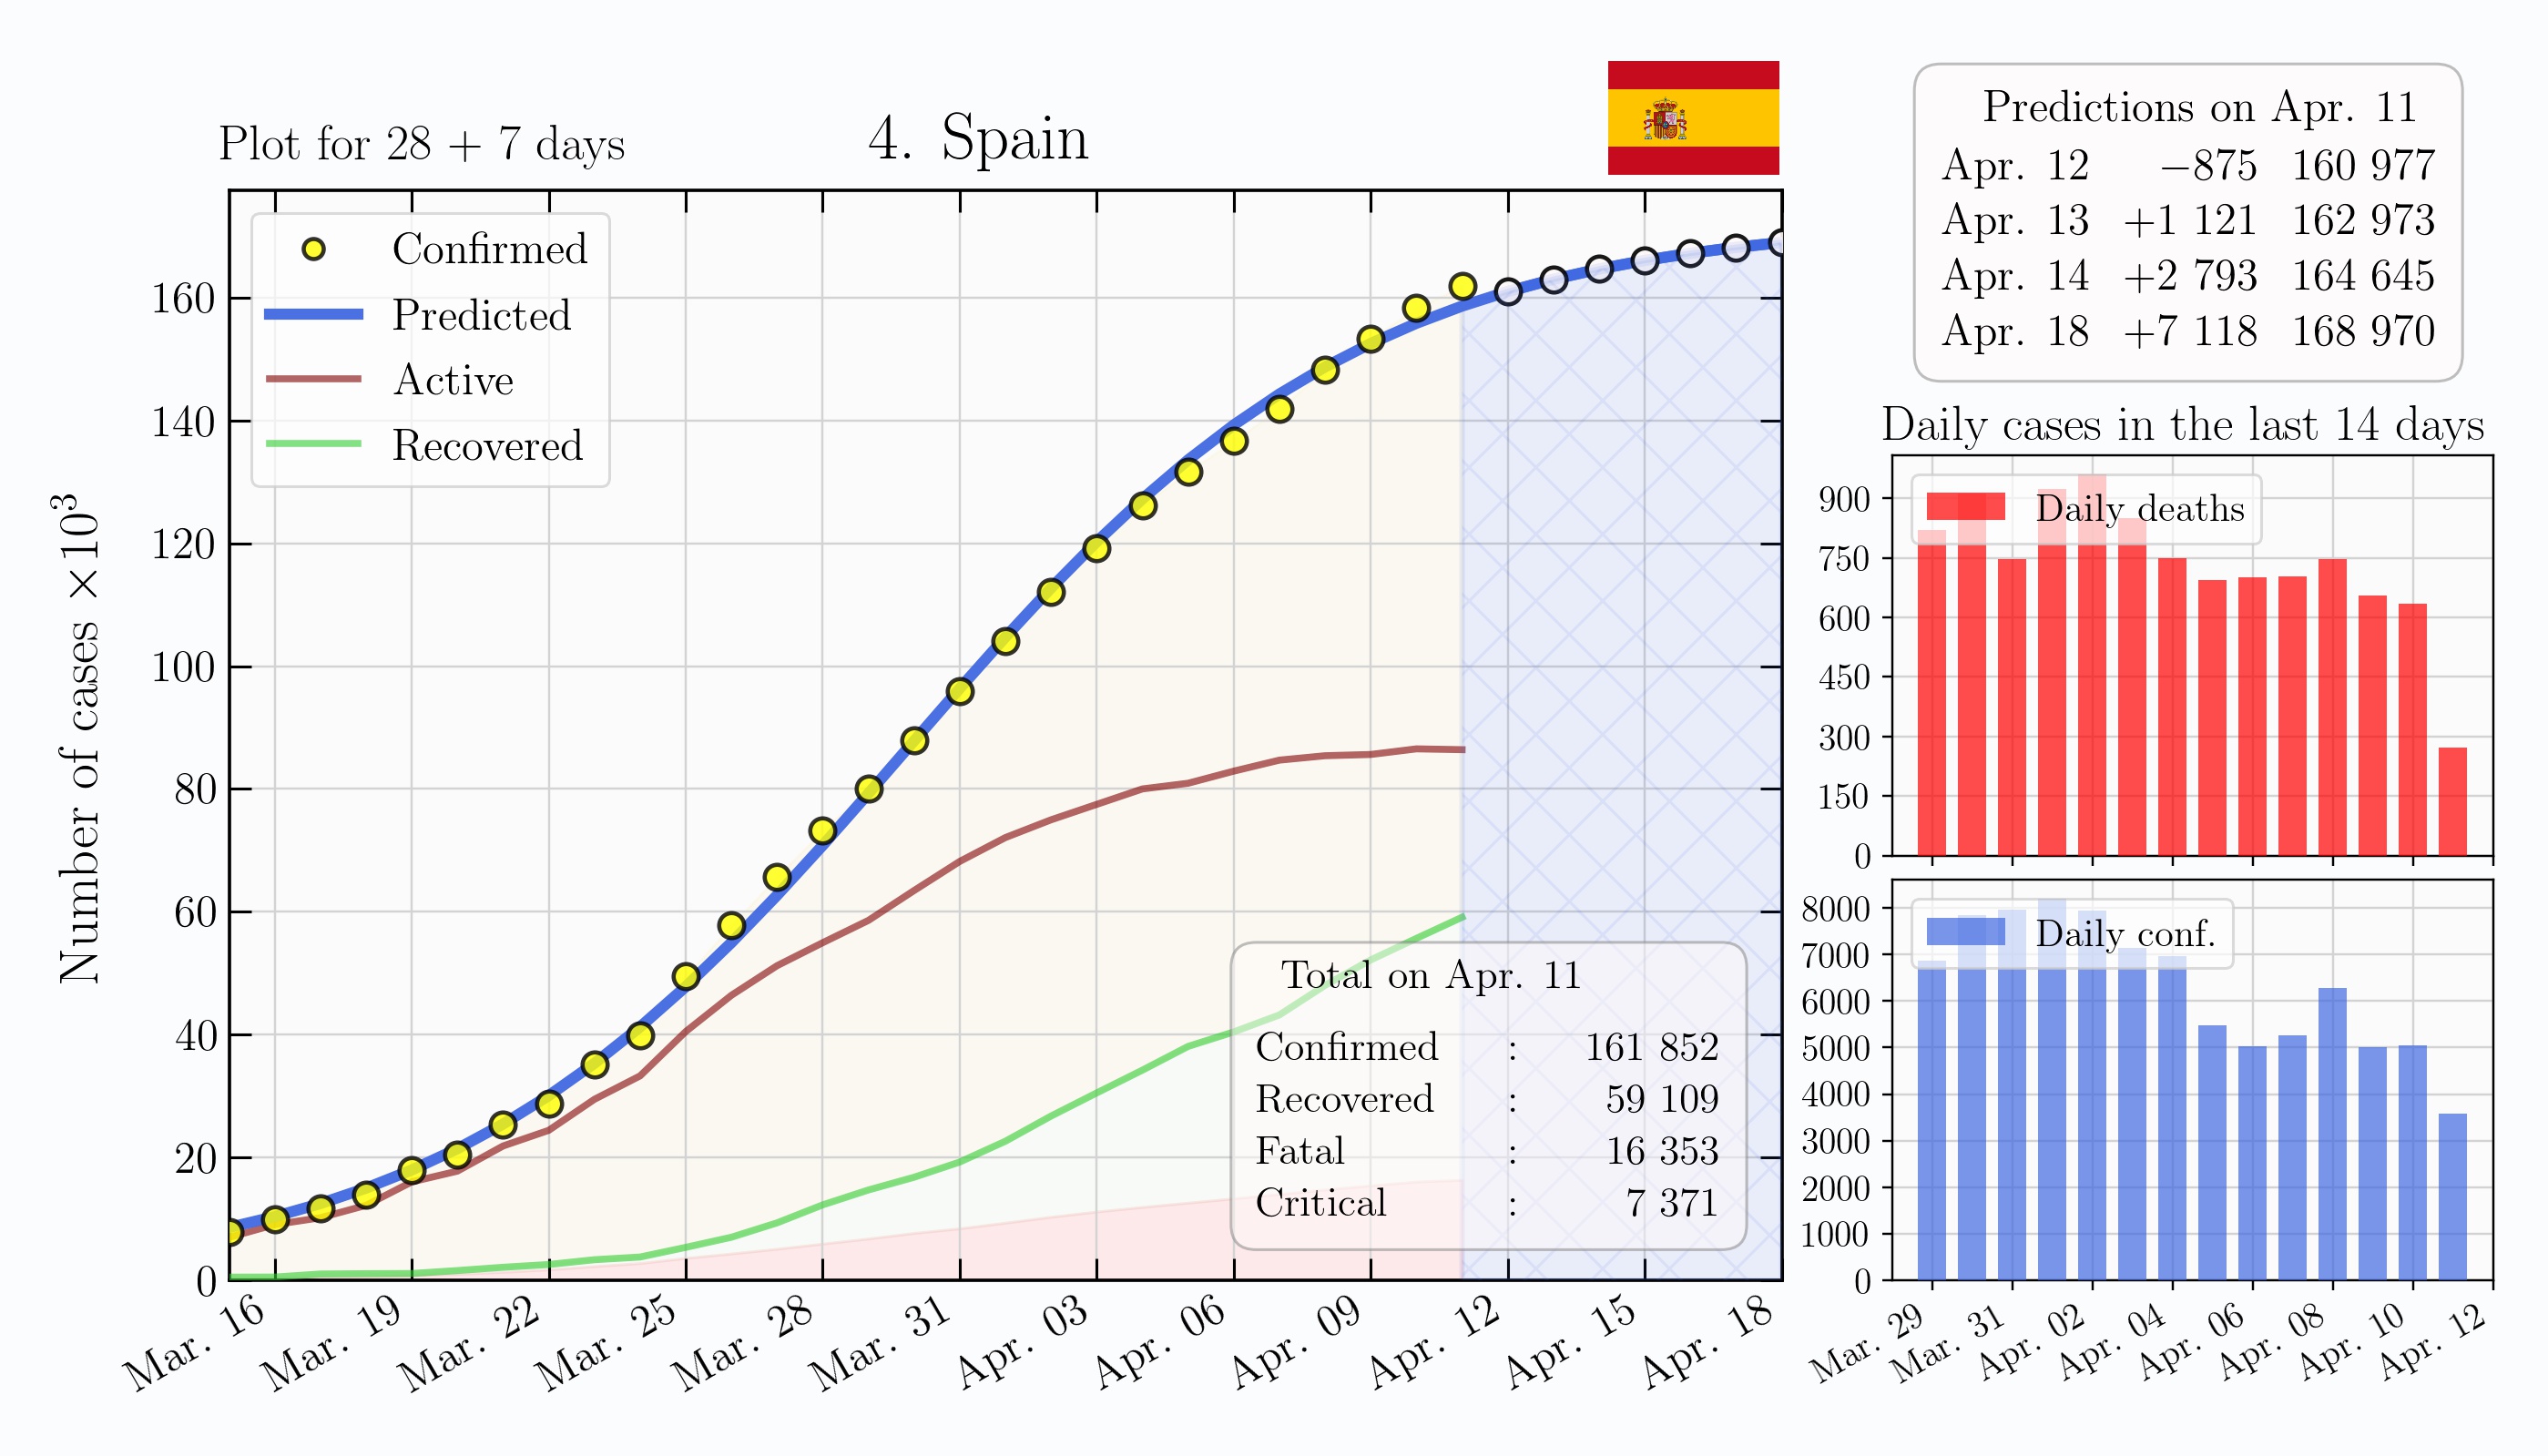 Plot for 28 + 7 days
4. Spain
Confirmed
Predicted
Active
Recovered
Number of cases ×10³
160
140
120
100
80
60
40
20
0
Mar. 16
Mar. 19
Mar. 22
Mar. 25
Mar. 28
Mar. 31
Apr. 03
Apr. 06
Apr. 09
Apr. 12
Apr. 15
Apr. 18
Total on Apr. 11
Confirmed : 161 852
Recovered : 59 109
Fatal : 16 353
Critical : 7 371
Predictions on Apr. 11
Apr. 12 −875 160 977
Apr. 13 +1 121 162 973
Apr. 14 +2 793 164 645
Apr. 18 +7 118 168 970
Daily cases in the last 14 days
Daily deaths
900
750
600
450
300
150
0
Daily conf.
8000
7000
6000
5000
4000
3000
2000
1000
0
Mar. 29
Mar. 31
Apr. 02
Apr. 04
Apr. 06
Apr. 08
Apr. 10
Apr. 12